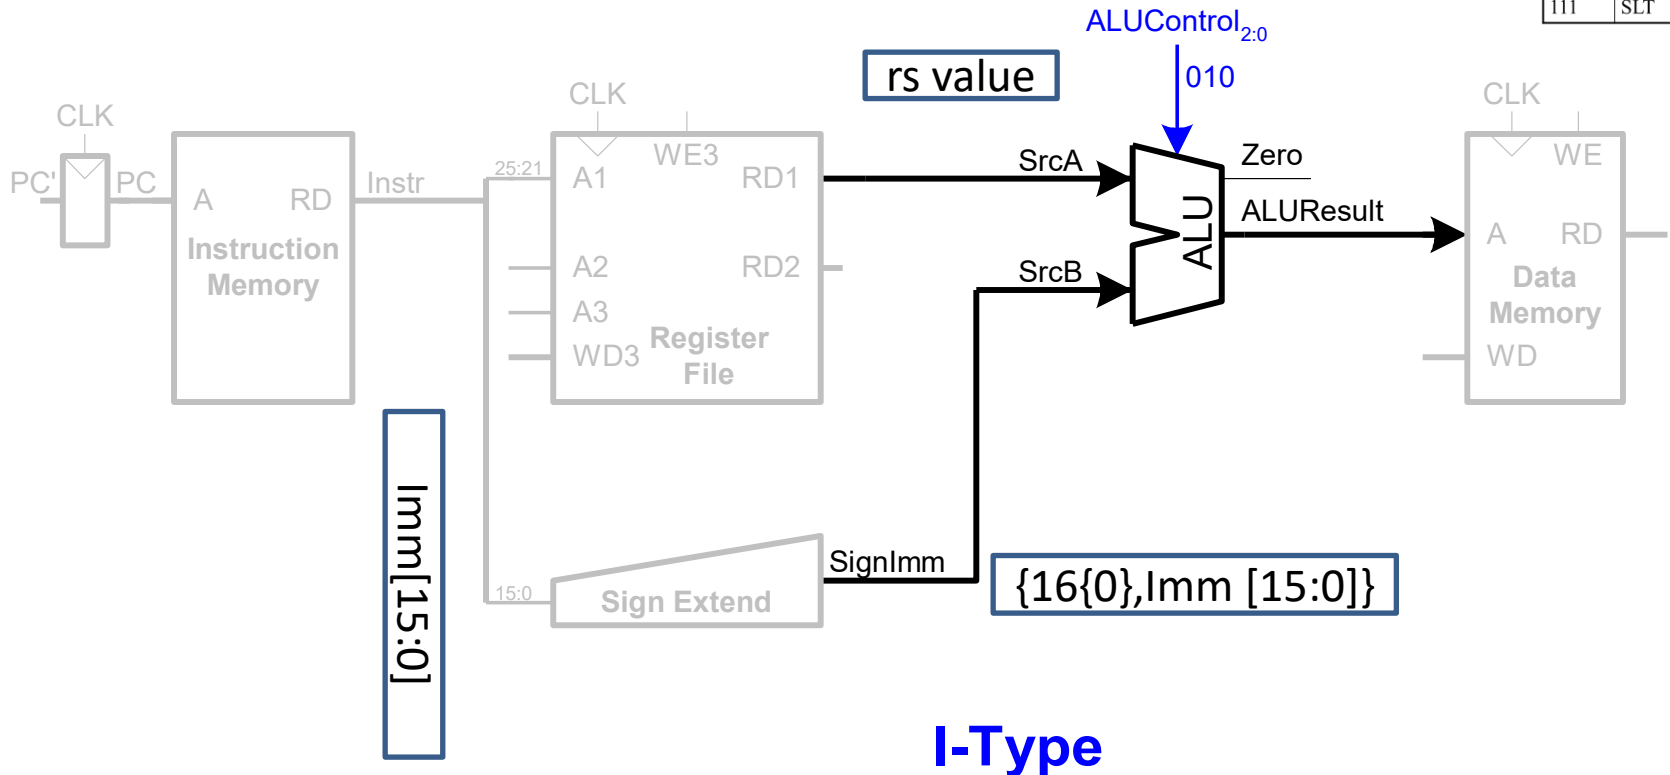 111 SLT
ALUControl2:0
rs value
010
CLK
CLK
CLK
PC'
PC
A
RD
Instr
Instruction
Memory
25:21
A1
WE3
RD1
A2
RD2
A3
WD3
Register
File
SrcA
SrcB
ALU
Zero
ALUResult
WE
A
RD
Data
Memory
WD
Imm[15:0]
15:0
Sign Extend
SignImm
{16{0},Imm [15:0]}
I-Type